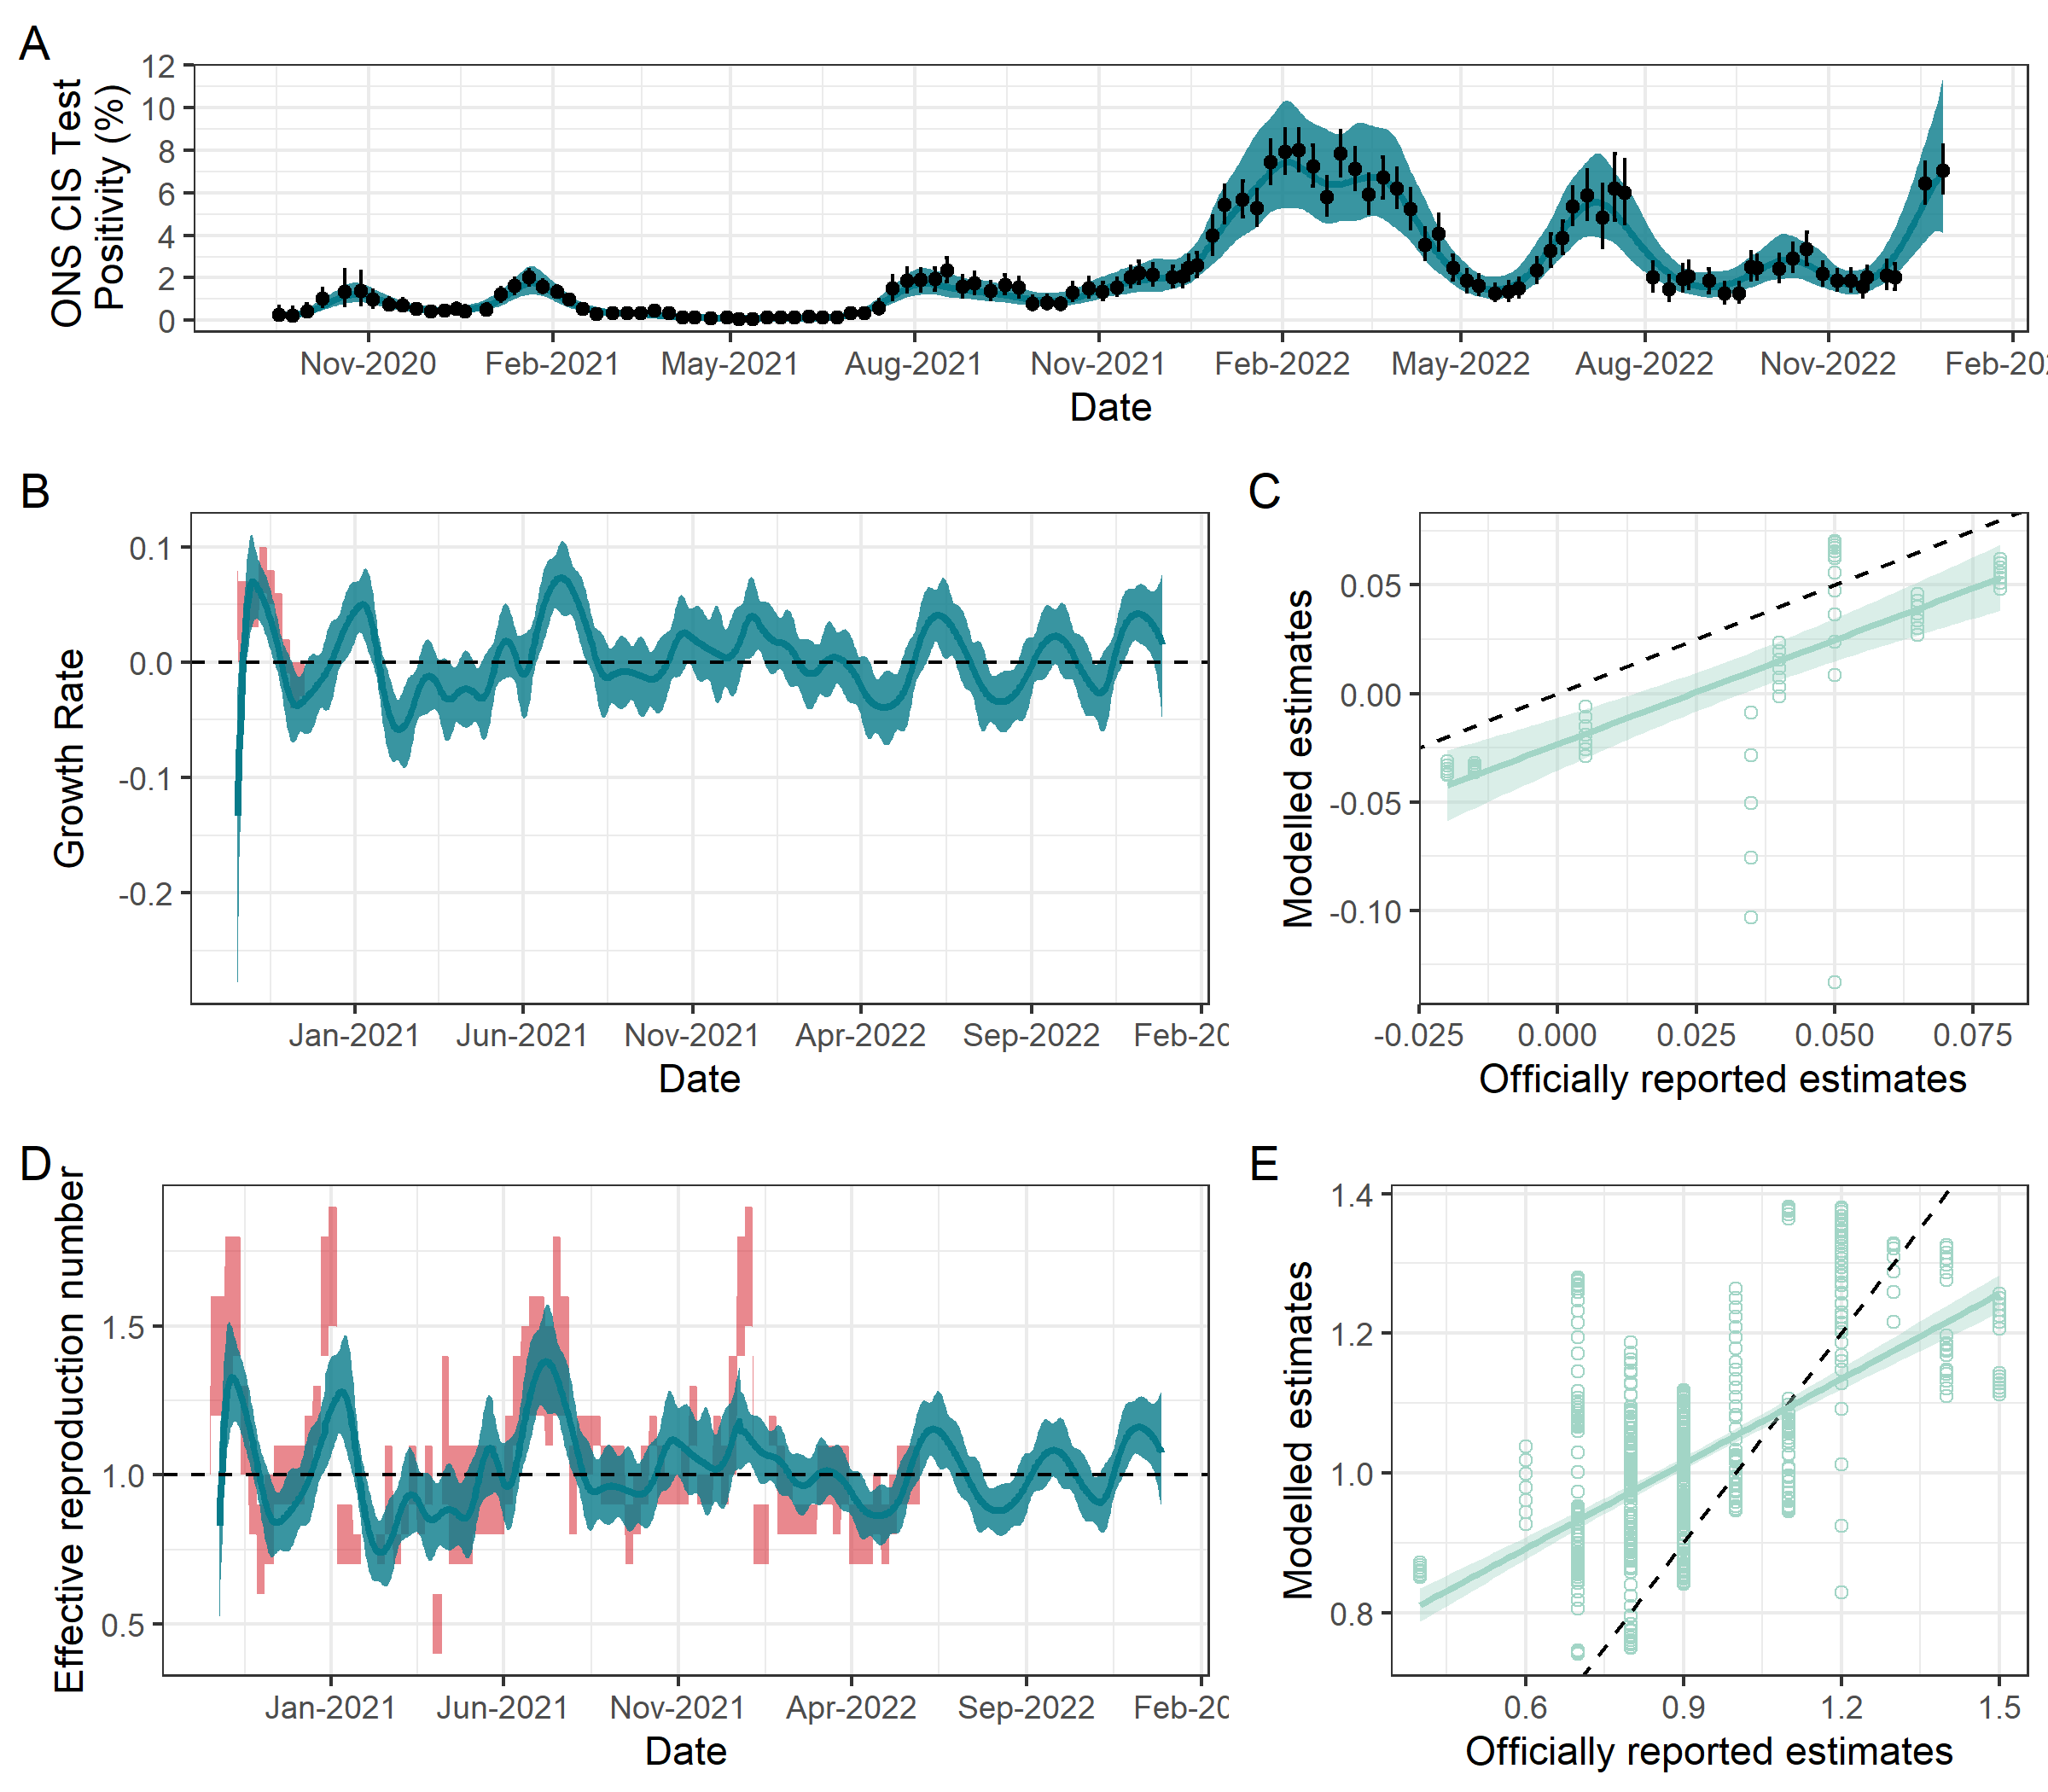 A
ONS CIS Test
Positivity (%)
12
10
8
6
4
2
0
Nov-2020 Feb-2021 May-2021 Aug-2021 Nov-2021 Feb-2022 May-2022 Aug-2022 Nov-2022 Feb-202
Date
B
Growth Rate
0.1
0.0
-0.1
-0.2
Jan-2021 Jun-2021 Nov-2021 Apr-2022 Sep-2022 Feb-20
Date
C
Modelled estimates
0.05
0.00
-0.05
-0.10
-0.025 0.000 0.025 0.050 0.075
Officially reported estimates
D
Effective reproduction number
1.5
1.0
0.5
Jan-2021 Jun-2021 Nov-2021 Apr-2022 Sep-2022 Feb-20
Date
E
Modelled estimates
1.4
1.2
1.0
0.8
0.6 0.9 1.2 1.5
Officially reported estimates